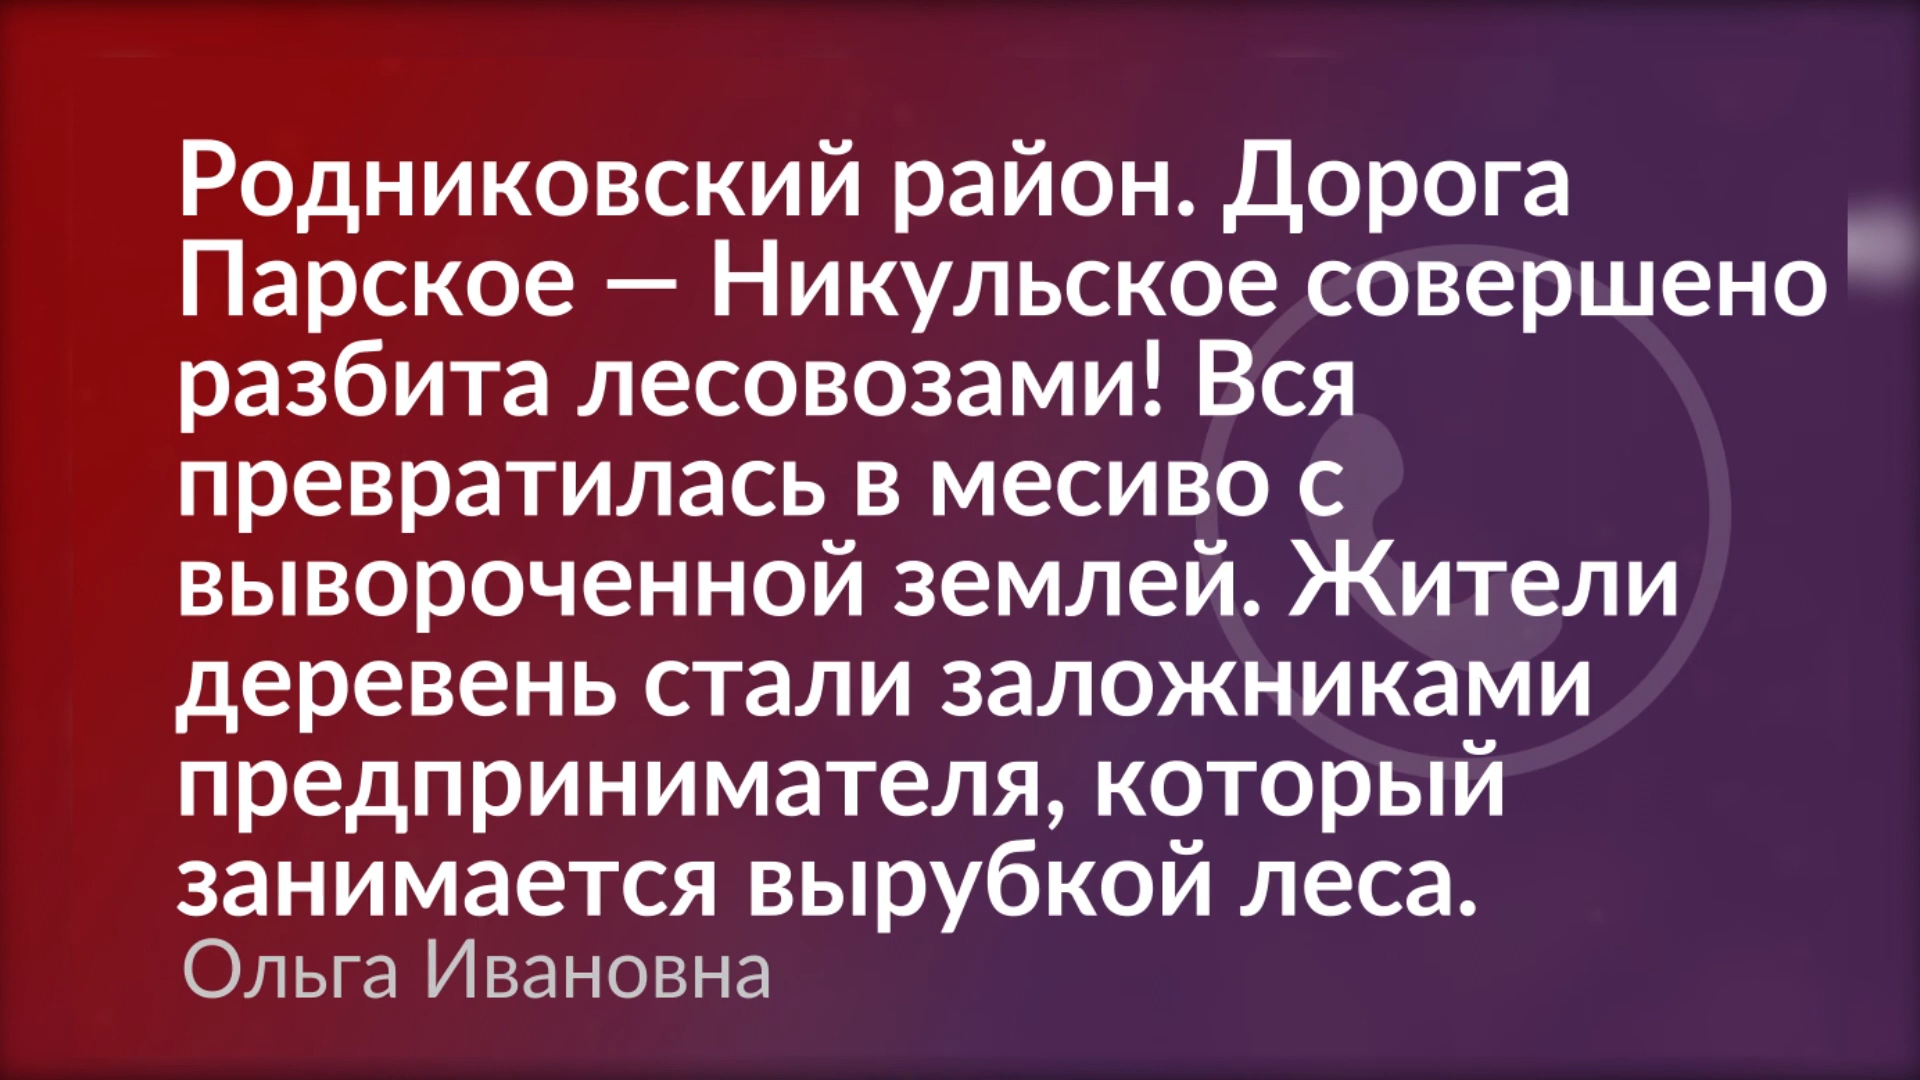 Родниковский район. Дорога
Парское — Никульское совершено
разбита лесовозами! Вся
превратилась в месиво с
вывороченной землей. Жители
деревень стали заложниками
предпринимателя, который
занимается вырубкой леса.
Ольга Ивановна